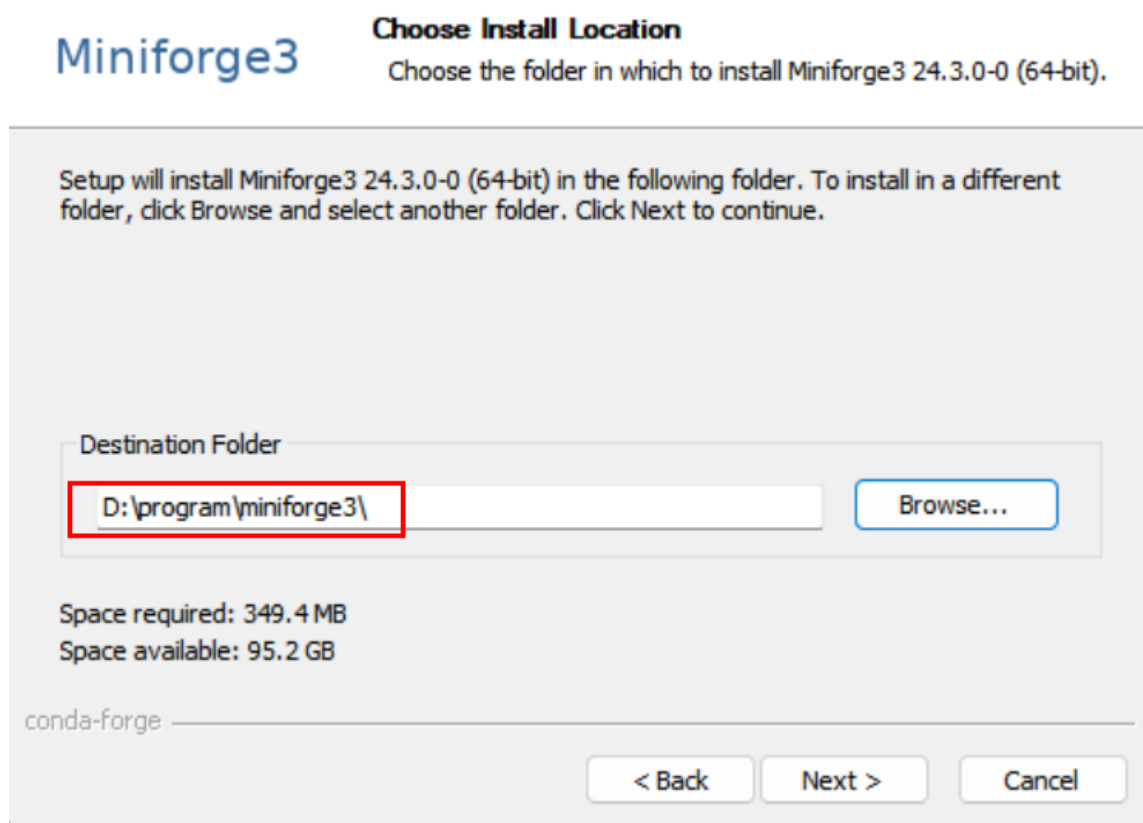 Miniforge3
Choose Install Location
Choose the folder in which to install Miniforge3 24.3.0-0 (64-bit).
Setup will install Miniforge3 24.3.0-0 (64-bit) in the following folder. To install in a different
folder, click Browse and select another folder. Click Next to continue.
Destination Folder
D:\program\miniforge3\
Browse...
Space required: 349.4 MB
Space available: 95.2 GB
conda-forge
< Back
Next >
Cancel